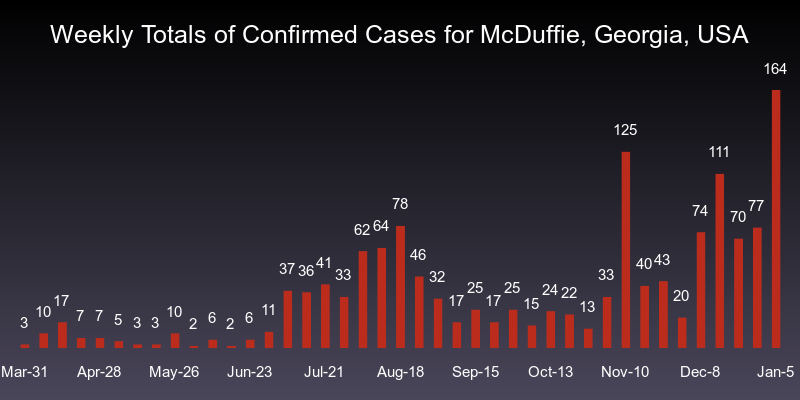 Weekly Totals of Confirmed Cases for McDuffie, Georgia, USA
3 10 17 7 7 5 3 3 10 2 6 2 6 11 37 36 41 33 62 64 78 46 32 17 25 17 25 15 24 22 13 33 125 40 43 20 74 111 70 77 164
Mar-31 Apr-28 May-26 Jun-23 Jul-21 Aug-18 Sep-15 Oct-13 Nov-10 Dec-8 Jan-5